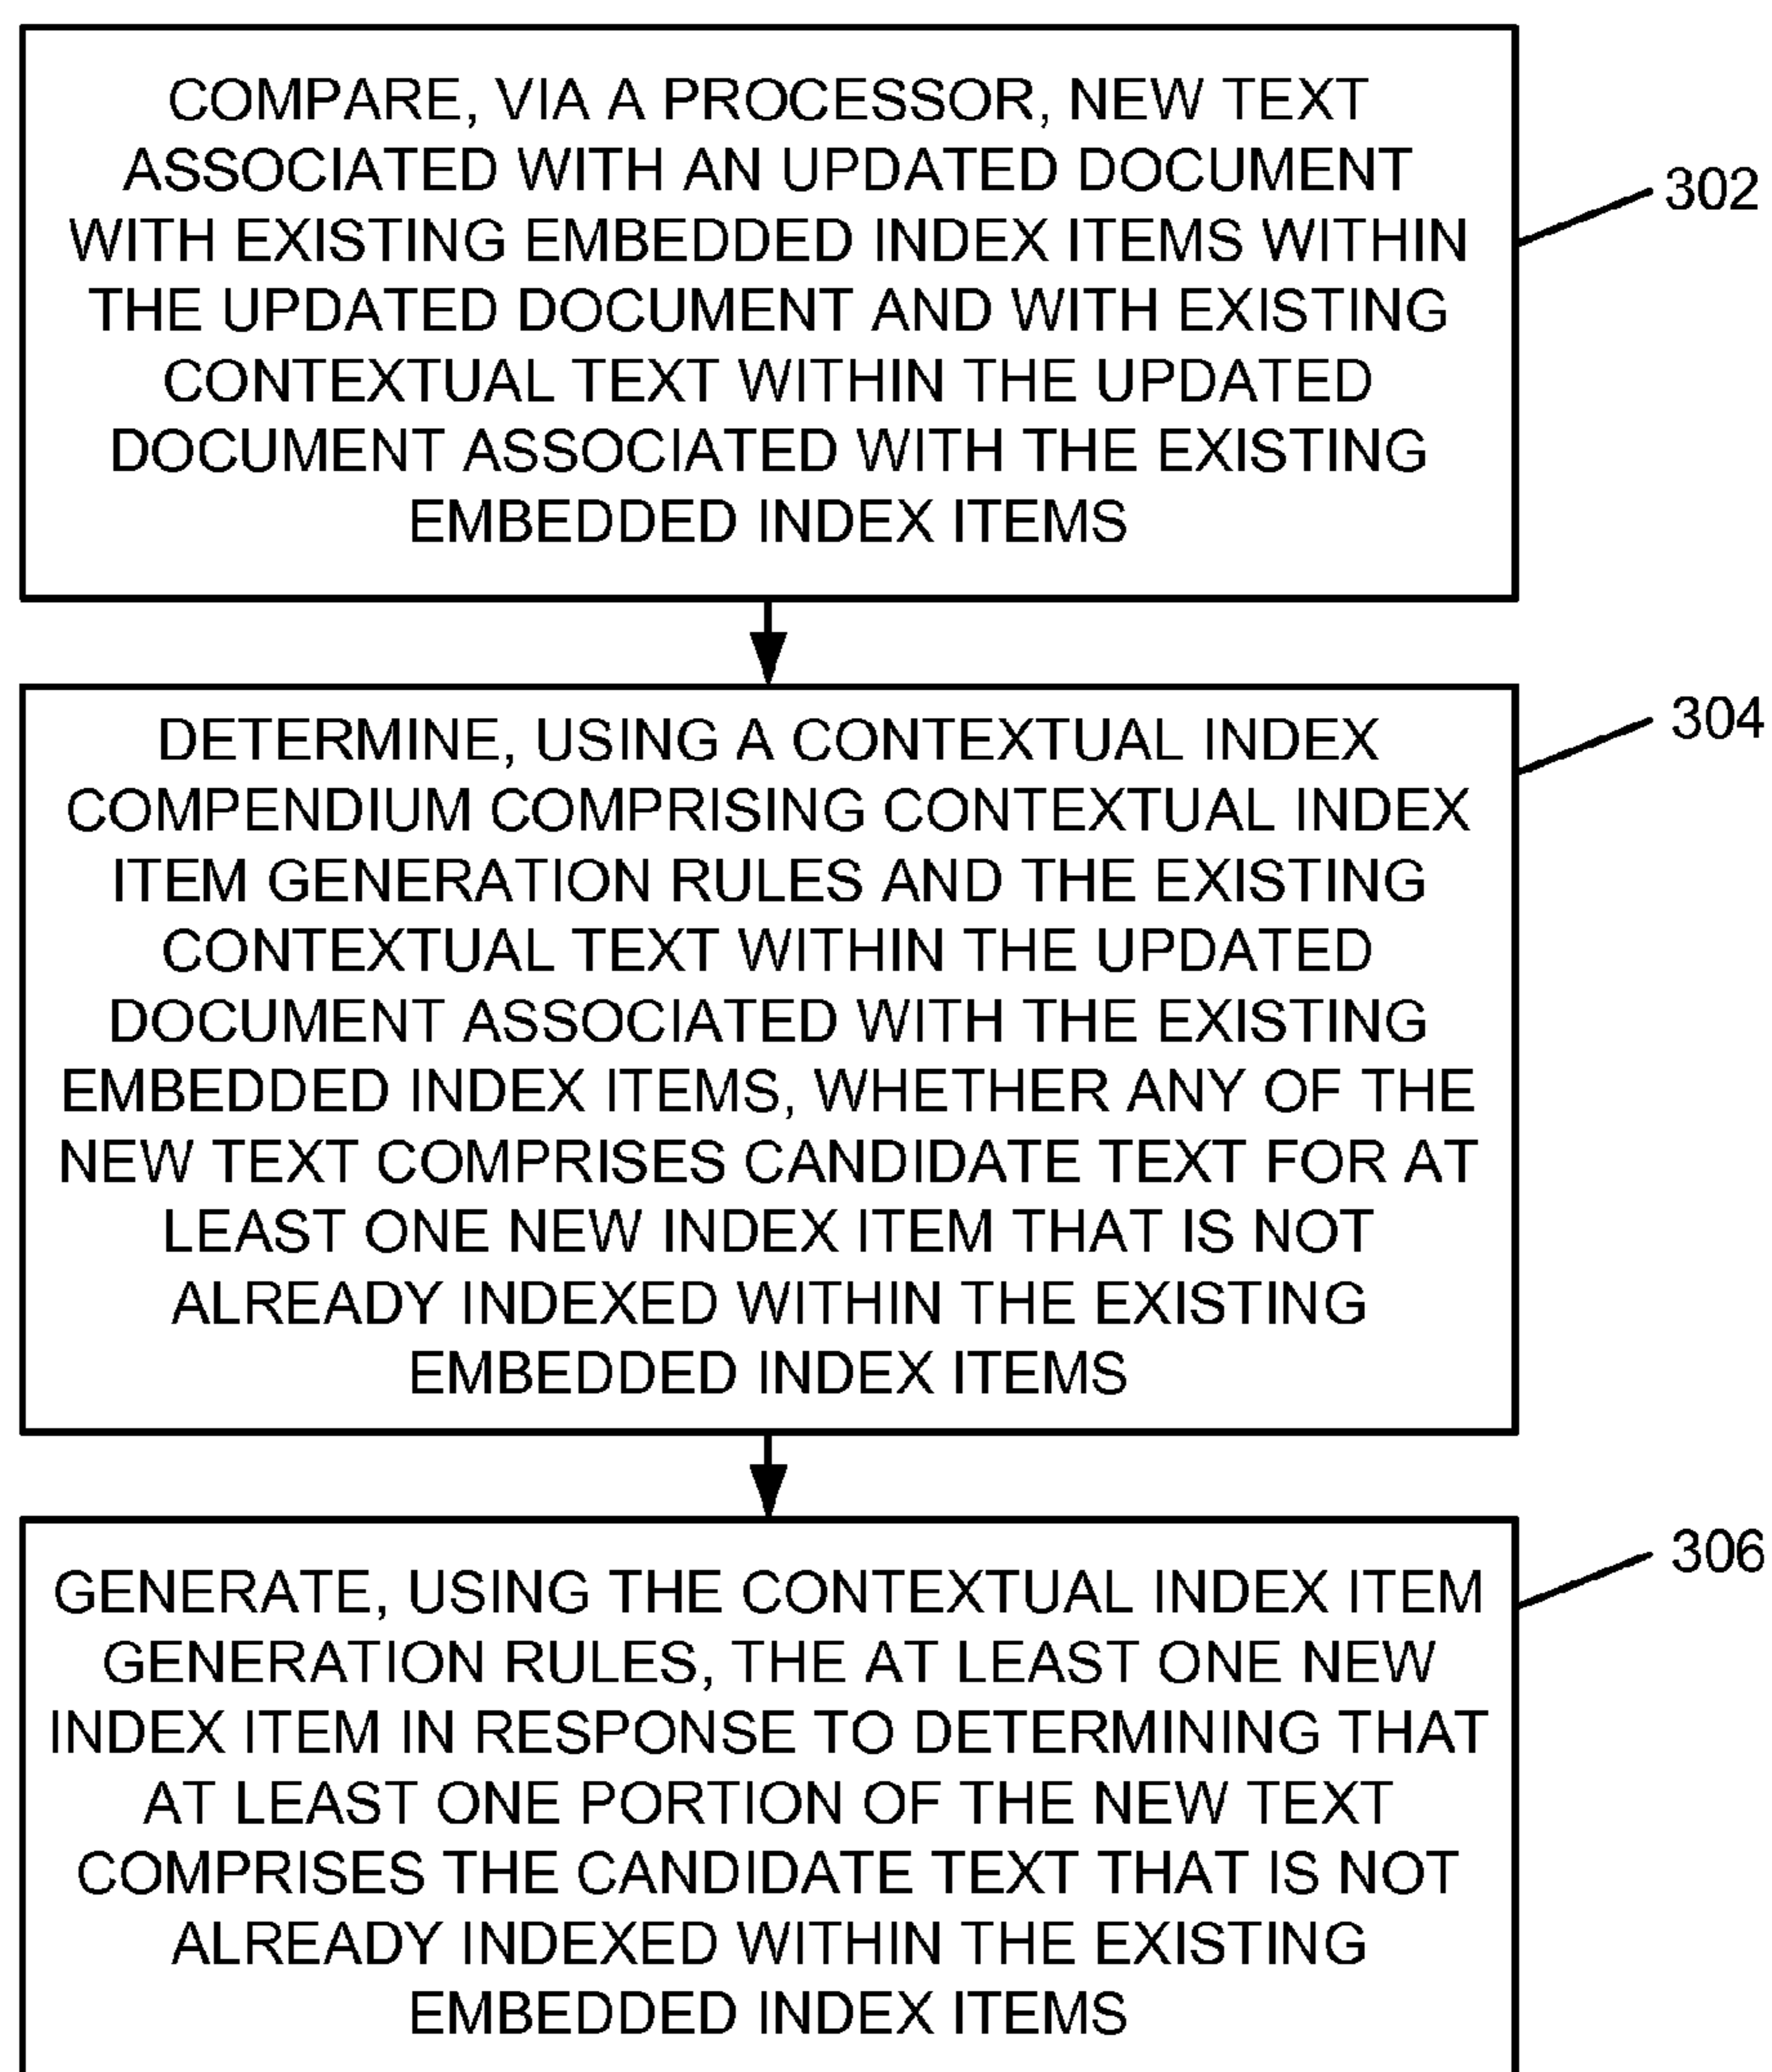 COMPARE, VIA A PROCESSOR, NEW TEXT
ASSOCIATED WITH AN UPDATED DOCUMENT
WITH EXISTING EMBEDDED INDEX ITEMS WITHIN
THE UPDATED DOCUMENT AND WITH EXISTING
CONTEXTUAL TEXT WITHIN THE UPDATED
DOCUMENT ASSOCIATED WITH THE EXISTING
EMBEDDED INDEX ITEMS
302
DETERMINE, USING A CONTEXTUAL INDEX
COMPENDIUM COMPRISING CONTEXTUAL INDEX
ITEM GENERATION RULES AND THE EXISTING
CONTEXTUAL TEXT WITHIN THE UPDATED
DOCUMENT ASSOCIATED WITH THE EXISTING
EMBEDDED INDEX ITEMS, WHETHER ANY OF THE
NEW TEXT COMPRISES CANDIDATE TEXT FOR AT
LEAST ONE NEW INDEX ITEM THAT IS NOT
ALREADY INDEXED WITHIN THE EXISTING
EMBEDDED INDEX ITEMS
304
GENERATE, USING THE CONTEXTUAL INDEX ITEM
GENERATION RULES, THE AT LEAST ONE NEW
INDEX ITEM IN RESPONSE TO DETERMINING THAT
AT LEAST ONE PORTION OF THE NEW TEXT
COMPRISES THE CANDIDATE TEXT THAT IS NOT
ALREADY INDEXED WITHIN THE EXISTING
EMBEDDED INDEX ITEMS
306